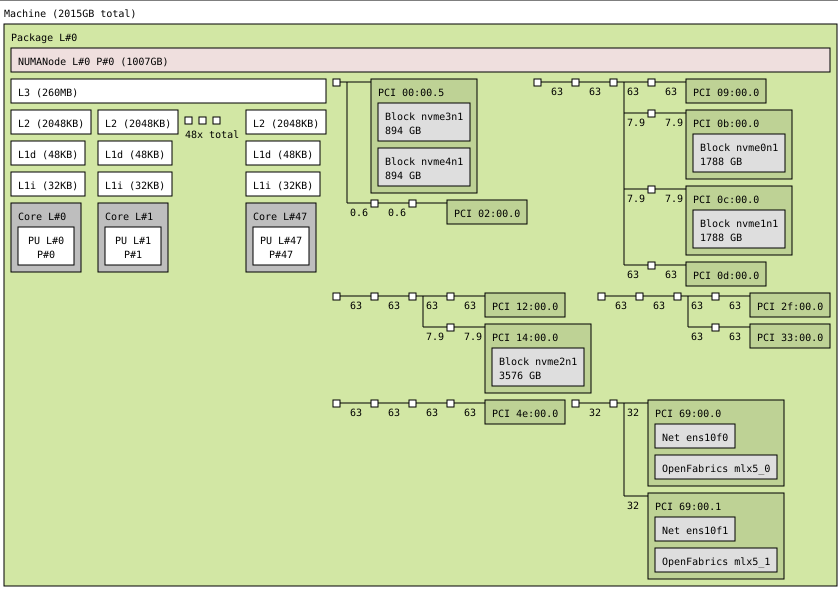 Machine (2015GB total)
Package L#0
NUMANode L#0 P#0 (1007GB)
L3 (260MB)
L2 (2048KB) L2 (2048KB) 48x total L2 (2048KB)
L1d (48KB) L1d (48KB) L1d (48KB)
L1i (32KB) L1i (32KB) L1i (32KB)
Core L#0 Core L#1 Core L#47
PU L#0 PU L#1 PU L#47
P#0 P#1 P#47
PCI 00:00.5
Block nvme3n1
894 GB
Block nvme4n1
894 GB
0.6 0.6 PCI 02:00.0
63 63 63 63 PCI 09:00.0
7.9 7.9 PCI 0b:00.0
Block nvme0n1
1788 GB
7.9 7.9 PCI 0c:00.0
Block nvme1n1
1788 GB
63 63 PCI 0d:00.0
63 63 63 63 PCI 12:00.0
7.9 7.9 PCI 14:00.0
Block nvme2n1
3576 GB
63 63 63 63 PCI 2f:00.0
63 63 PCI 33:00.0
63 63 63 63 PCI 4e:00.0
32 32 PCI 69:00.0
Net ens10f0
OpenFabrics mlx5_0
32 PCI 69:00.1
Net ens10f1
OpenFabrics mlx5_1